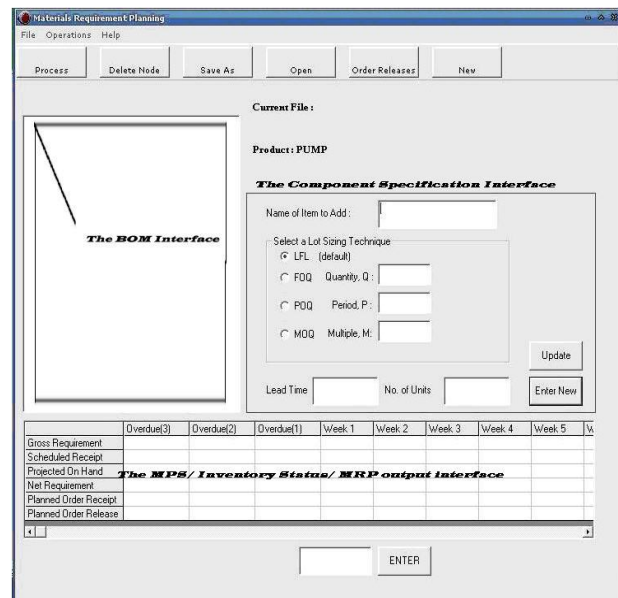 Materials Requirement Planning
File Operations Help
Process Delete Node Save As Open Order Releases New
Current File :
Product: PUMP
The Component Specification Interface
The BOM Interface
Name of Item to Add :
Select a Lot Sizing Technique
LFL (default)
FOQ Quantity, Q :
POQ Period, P :
MOQ Multiple, M:
Update
Lead Time No. of Units Enter New
Overdue(3) Overdue(2) Overdue(1) Week 1 Week 2 Week 3 Week 4 Week 5 W
Gross Requirement
Scheduled Receipt
Projected On Hand
The MPS/ Inventory Status/ MRP output interface
Net Requirement
Planned Order Receipt
Planned Order Release
ENTER